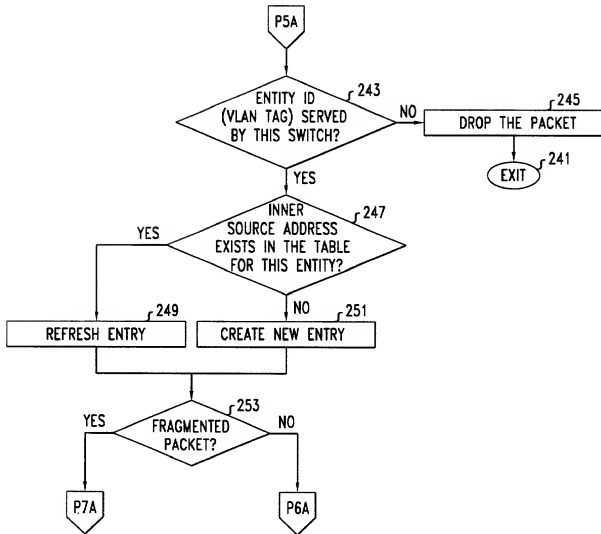 P5A
243
ENTITY ID
(VLAN TAG) SERVED
BY THIS SWITCH?
NO
245
DROP THE PACKET
241
EXIT
YES
247
INNER
SOURCE ADDRESS
EXISTS IN THE TABLE
FOR THIS ENTITY?
YES
NO
249
REFRESH ENTRY
251
CREATE NEW ENTRY
253
FRAGMENTED
PACKET?
YES
NO
P7A
P6A